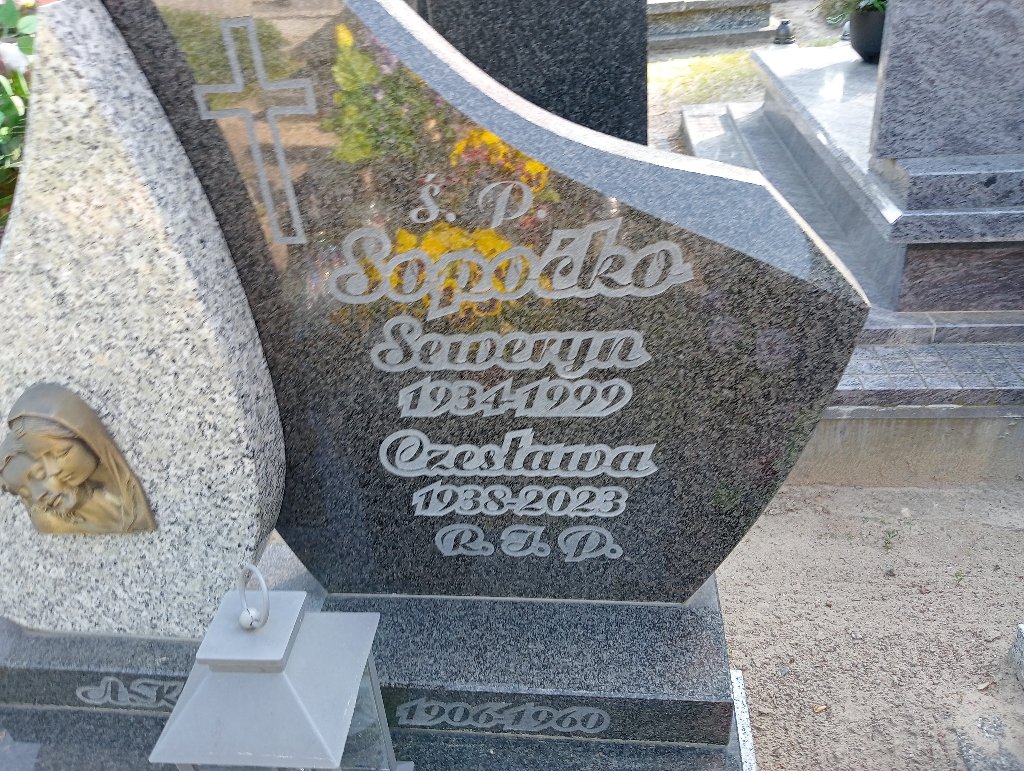 ś. P
Sopoćko
Seweryn
1934-1999
Czesława
1938-2023
R.I.P.
1906-1960